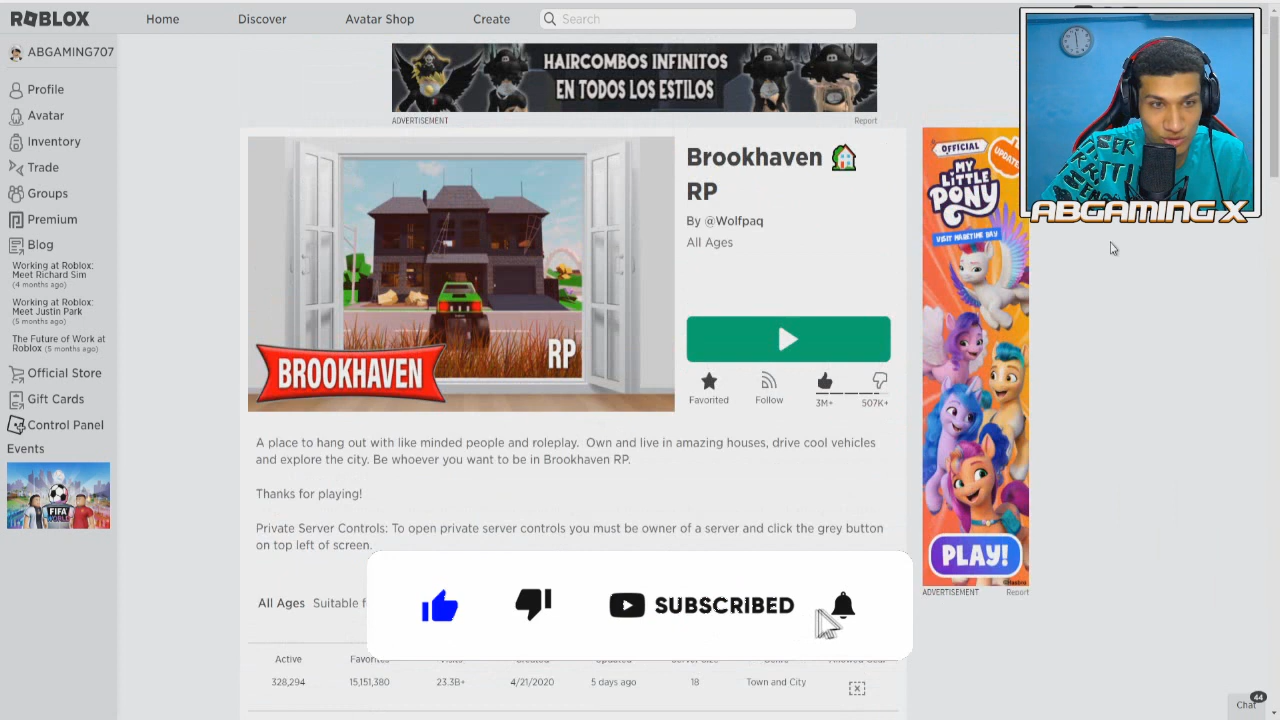 ROBLOX
Home
Discover
Avatar Shop
Create
Search
ABGAMING707
Profile
Avatar
Inventory
Trade
Groups
Premium
Blog
Working at Roblox:
Meet Richard Sim
(4 months ago)
Working at Roblox:
Meet Justin Park
(5 months ago)
The Future of Work at
Roblox (5 months ago)
Official Store
Gift Cards
Control Panel
Events
FIFA
HAIRCOMBOS INFINITOS
EN TODOS LOS ESTILOS
ADVERTISEMENT
Report
BROOKHAVEN
RP
Brookhaven
RP
By @Wolfpaq
All Ages
Favorited
Follow
3M+
507K+
A place to hang out with like minded people and roleplay. Own and live in amazing houses, drive cool vehicles
and explore the city. Be whoever you want to be in Brookhaven RP.
Thanks for playing!
Private Server Controls: To open private server controls you must be owner of a server and click the grey button
on top left of screen.
All Ages
Suitable f
SUBSCRIBED
Active
328,294
15,151,380
23.3B+
4/21/2020
5 days ago
18
Town and City
OFFICIAL
UPDATE
MY
LITTLE
PONY
VISIT MARETIME BAY
PLAY!
©Hasbro
ADVERTISEMENT
Report
ABGAMING X
Chat
44